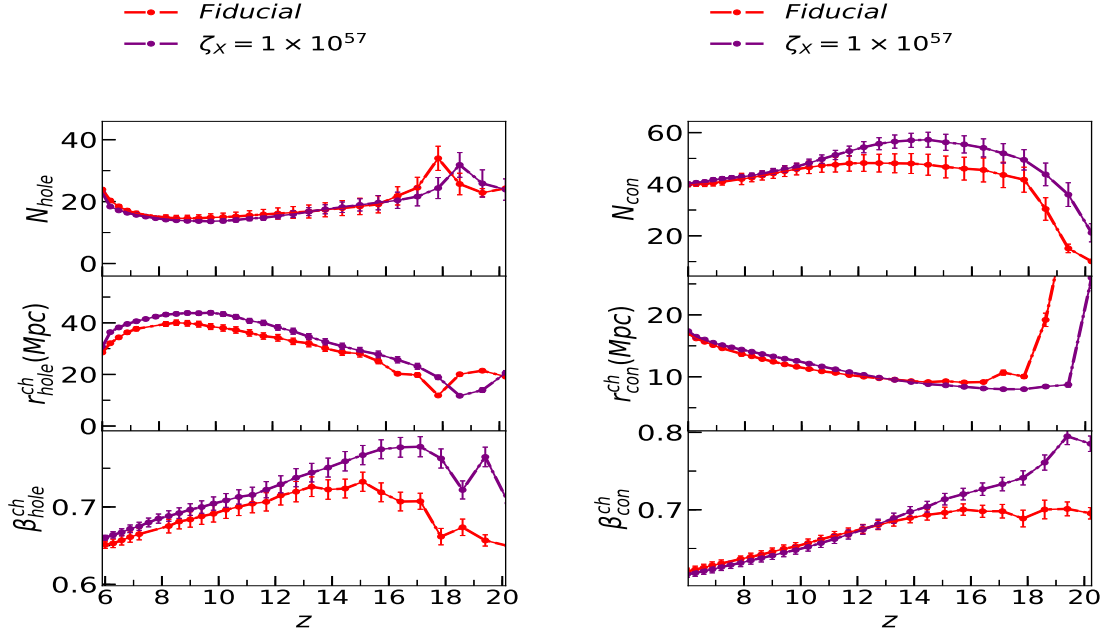 Fiducial
ζ_X = 1 × 10^57
Fiducial
ζ_X = 1 × 10^57
40
20
0
N_hole
40
20
0
r^ch_hole(Mpc)
0.7
0.6
β^ch_hole
6 8 10 12 14 16 18 20
z
60
40
20
N_con
20
10
r^ch_con(Mpc)
0.8
0.7
β^ch_con
8 10 12 14 16 18 20
z